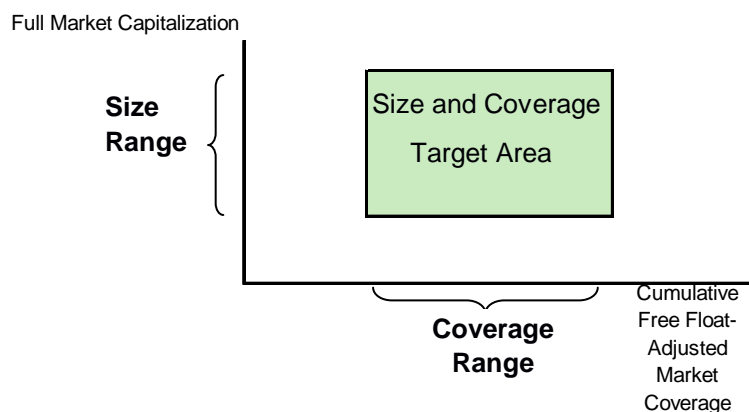 Full Market Capitalization
Size
Range
Size and Coverage
Target Area
Coverage
Range
Cumulative
Free Float-
Adjusted
Market
Coverage